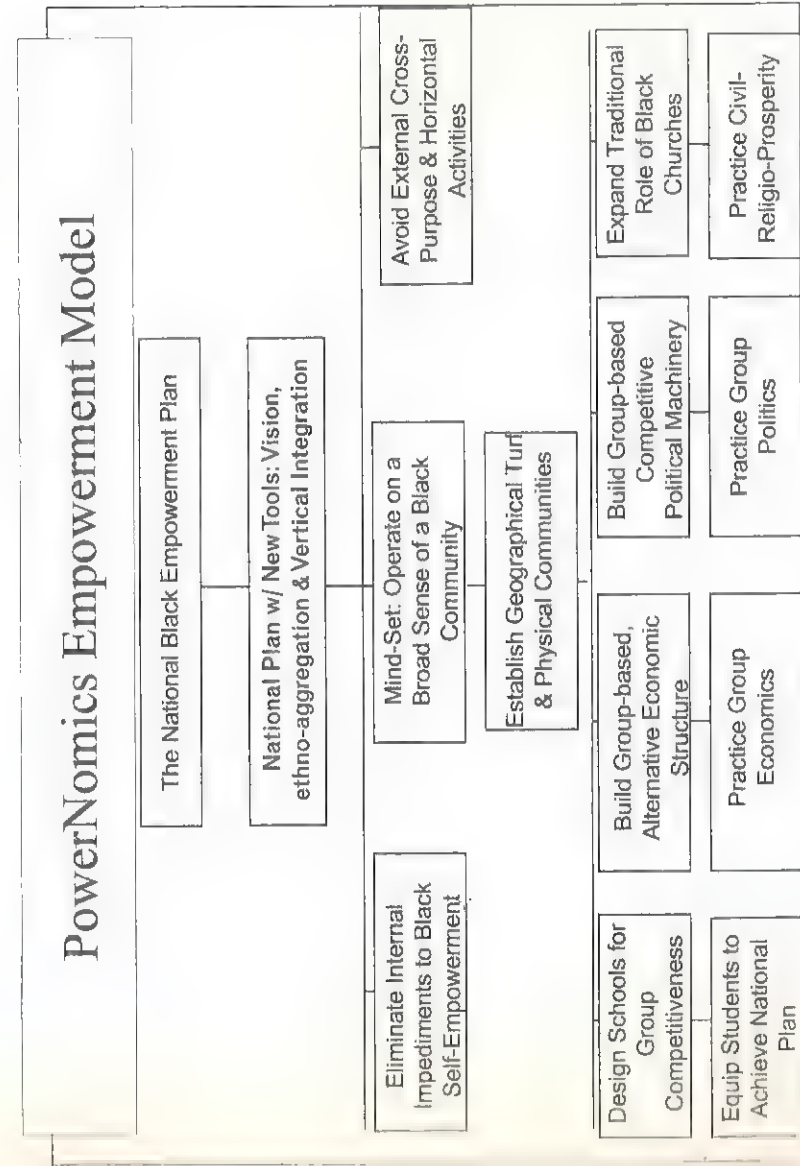 PowerNomics Empowerment Model
The National Black Empowerment Plan
National Plan w/ New Tools: Vision,
ethno-aggregation & Vertical Integration
Eliminate Internal
Impediments to Black
Self-Empowerment
Mind-Set: Operate on a
Broad Sense of a Black
Community
Avoid External Cross-
Purpose & Horizontal
Activities
Establish Geographical Turf
& Physical Communities
Design Schools for
Group
Competitiveness
Build Group-based,
Alternative Economic
Structure
Build Group-based
Competitive
Political Machinery
Expand Traditional
Role of Black
Churches
Equip Students to
Achieve National
Plan
Practice Group
Economics
Practice Group
Politics
Practice Civil-
Religio-Prosperity